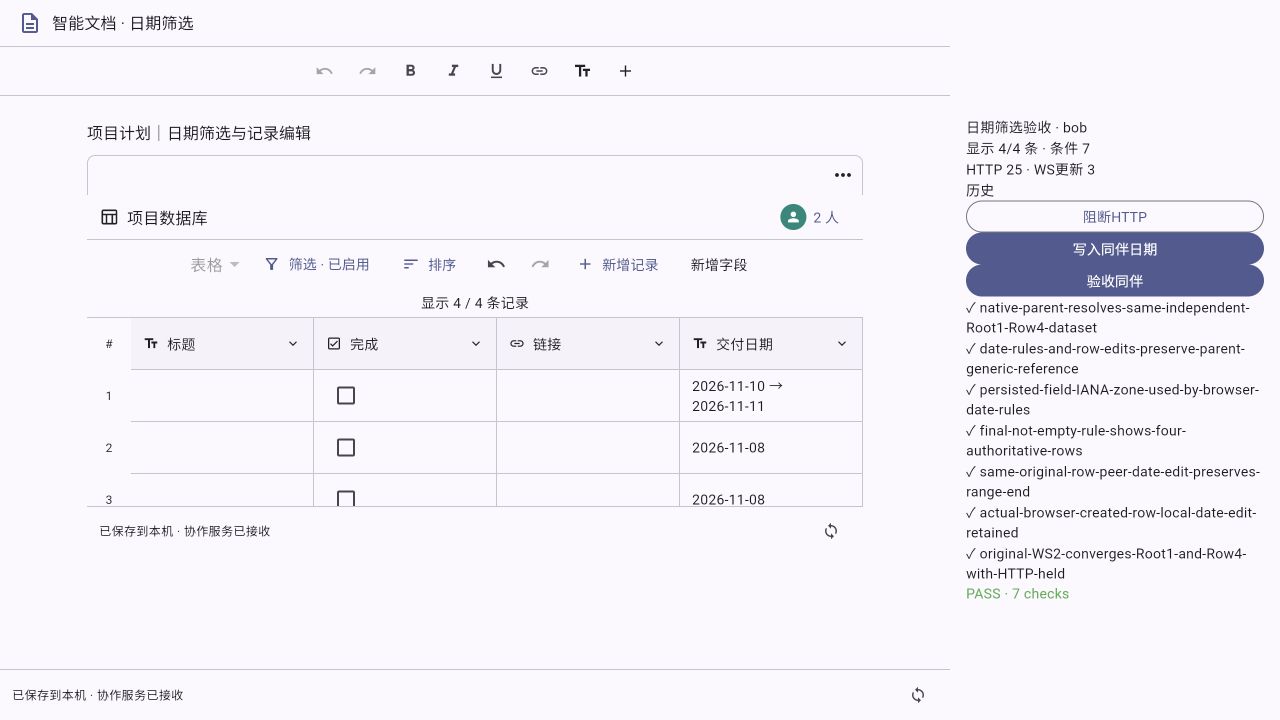 智能文档 · 日期筛选
B I U Tr
项目计划｜日期筛选与记录编辑
项目数据库
2 人
表格
筛选 · 已启用
排序
新增记录
新增字段
显示 4 / 4 条记录
# Tr 标题 完成 链接 Tr 交付日期
1 2026-11-10 →
2026-11-11
2 2026-11-08
3 2026-11-08
已保存到本机 · 协作服务已接收
已保存到本机 · 协作服务已接收
日期筛选验收 · bob
显示 4/4 条 · 条件 7
HTTP 25 · WS更新 3
历史
阻断HTTP
写入同伴日期
验收同伴
✓ native-parent-resolves-same-independent-
Root1-Row4-dataset
✓ date-rules-and-row-edits-preserve-parent-
generic-reference
✓ persisted-field-IANA-zone-used-by-browser-
date-rules
✓ final-not-empty-rule-shows-four-
authoritative-rows
✓ same-original-row-peer-date-edit-preserves-
range-end
✓ actual-browser-created-row-local-date-edit-
retained
✓ original-WS2-converges-Root1-and-Row4-
with-HTTP-held
PASS · 7 checks